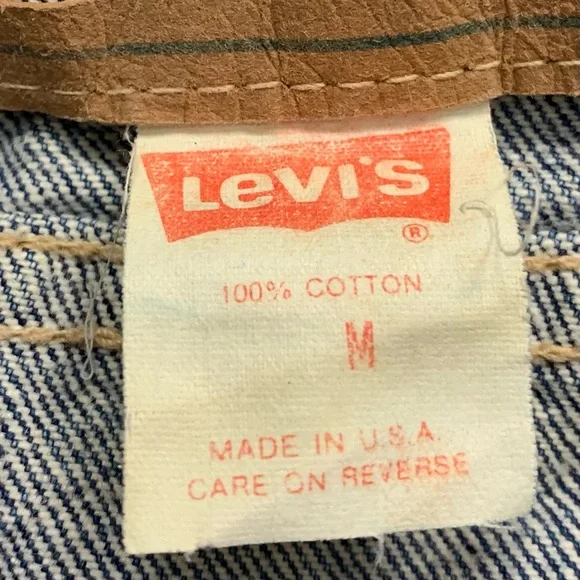 LEVI'S
®
100% COTTON
M
MADE IN U.S.A.
CARE ON REVERSE